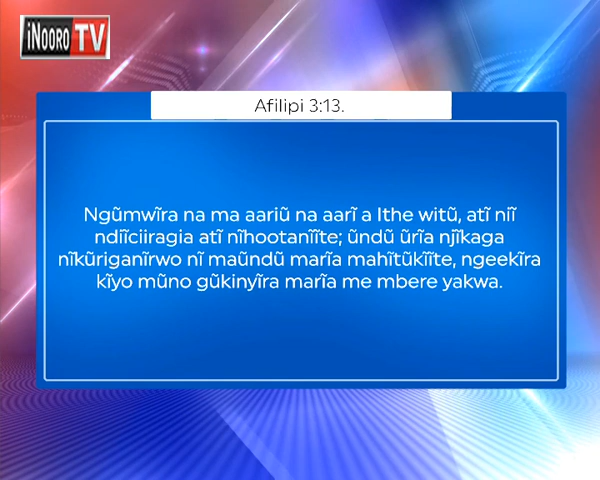 iNOORO TV
Afilipi 3:13.
Ngũmwĩra na ma aariũ na aarĩ a Ithe witũ, atĩ niĩ
ndiĩciiragia atĩ nĩhootanĩĩte; ũndũ ũrĩa njĩkaga
nĩkũriganĩrwo nĩ maũndũ marĩa mahĩtũkĩĩte, ngeekĩra
kĩyo mũno gũkinyĩra marĩa me mbere yakwa.